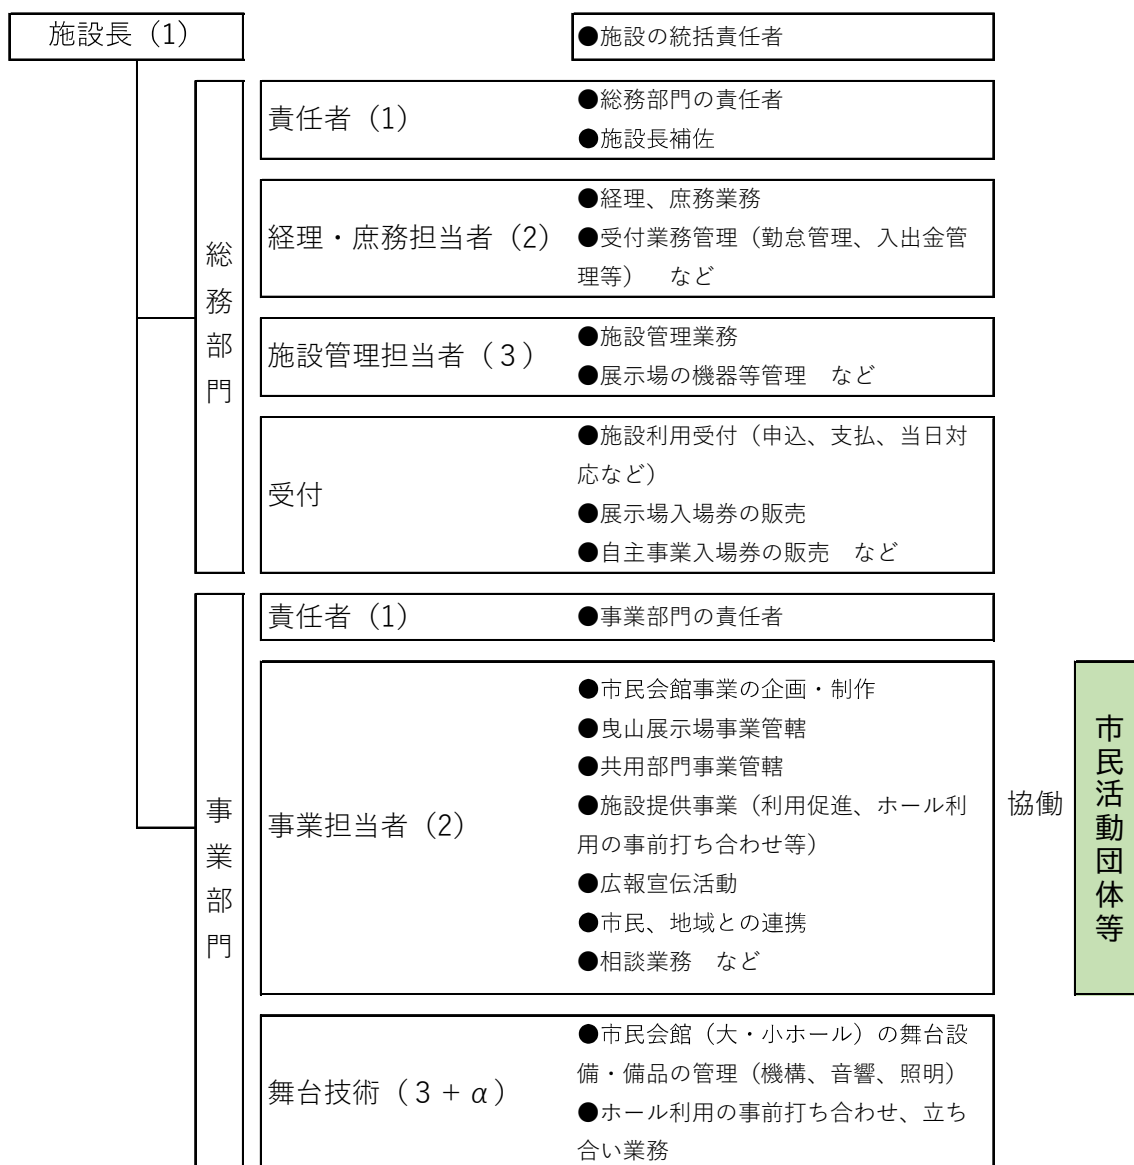 施設長（1）
●施設の統括責任者
総務部門
責任者（1）
●総務部門の責任者
●施設長補佐
経理・庶務担当者（2）
●経理、庶務業務
●受付業務管理（勤怠管理、入出金管
理等）　など
施設管理担当者（３）
●施設管理業務
●展示場の機器等管理　など
受付
●施設利用受付（申込、支払、当日対
応など）
●展示場入場券の販売
●自主事業入場券の販売　など
事業部門
責任者（1）
●事業部門の責任者
事業担当者（2）
●市民会館事業の企画・制作
●曳山展示場事業管轄
●共用部門事業管轄
●施設提供事業（利用促進、ホール利
用の事前打ち合わせ等）
●広報宣伝活動
●市民、地域との連携
●相談業務　など
協働
市民活動団体等
舞台技術（３＋α）
●市民会館（大・小ホール）の舞台設
備・備品の管理（機構、音響、照明）
●ホール利用の事前打ち合わせ、立ち
合い業務